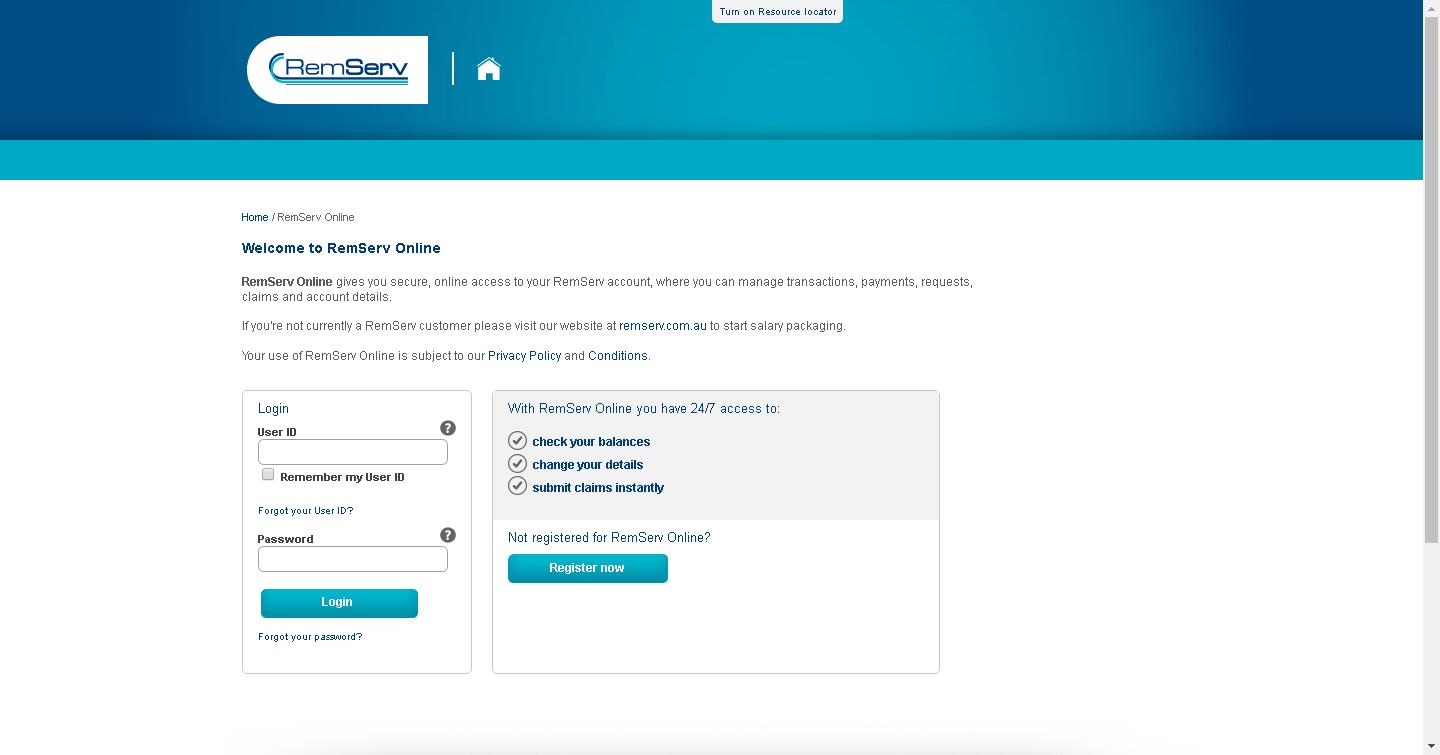 Turn on Resource locator
RemServ
Home / RemServ Online
Welcome to RemServ Online
RemServ Online gives you secure, online access to your RemServ account, where you can manage transactions, payments, requests,
claims and account details.
If you're not currently a RemServ customer please visit our website at remserv.com.au to start salary packaging.
Your use of RemServ Online is subject to our Privacy Policy and Conditions.
Login
User ID
?
Remember my User ID
Forgot your User ID?
Password
?
Login
Forgot your password?
With RemServ Online you have 24/7 access to:
check your balances
change your details
submit claims instantly
Not registered for RemServ Online?
Register now